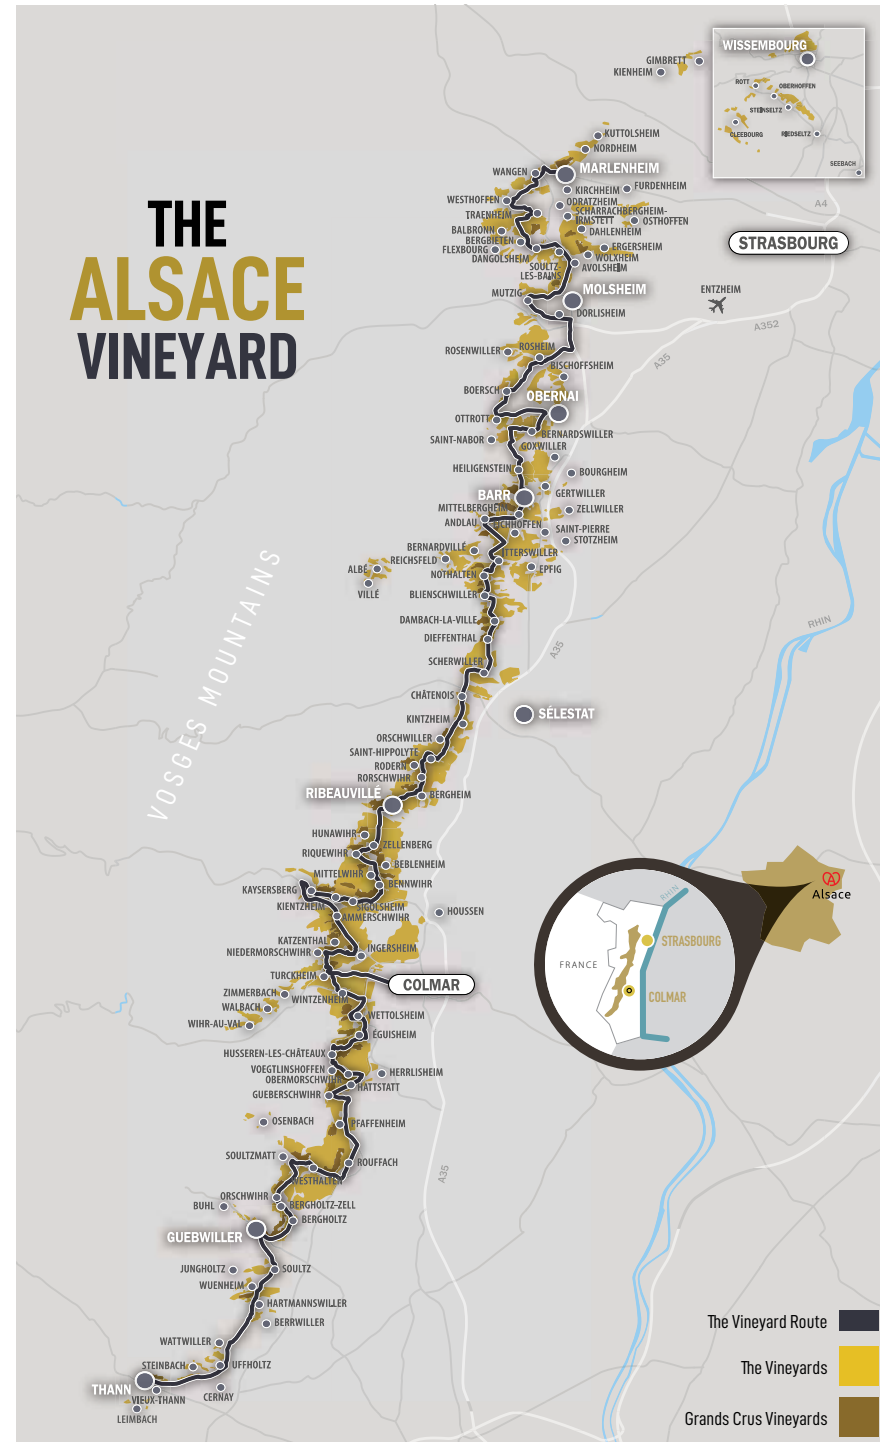 THE
ALSACE
VINEYARD
GIMBRETT
KIENHEIM
WISSEMBOURG
ROTT
OBERHOFFEN
STEINSELTZ
CLEEBOURG
RIEDSELTZ
SEEBACH
KUTTOLSHEIM
NORDHEIM
WANGEN
MARLENHEIM
KIRCHHEIM
FURDENHEIM
WESTHOFFEN
ODRATZHEIM
TRAENHEIM
SCHARRACHBERGHEIM-
IRMSTETT
OSTHOFFEN
BALBRONN
DAHLENHEIM
BERGBIETEN
FLEXBOURG
ERGERSHEIM
DANGOLSHEIM
WOLXHEIM
SOULTZ-
LES-BAINS
AVOLSHEIM
A4
STRASBOURG
MUTZIG
MOLSHEIM
ENTZHEIM
DORLISHEIM
A352
ROSENWILLER
ROSHEIM
A35
BISCHOFFSHEIM
BOERSCH
OBERNAI
OTTROTT
BERNARDSWILLER
SAINT-NABOR
GOXWILLER
HEILIGENSTEIN
BOURGHEIM
BARR
GERTWILLER
MITTELBERGHEIM
ZELLWILLER
ANDLAU
EICHHOFFEN
SAINT-PIERRE
STOTZHEIM
BERNARDVILLÉ
ITTERSWILLER
REICHSFELD
ALBÉ
NOTHALTEN
EPFIG
VILLÉ
BLIENSCHWILLER
DAMBACH-LA-VILLE
RHIN
DIEFFENTHAL
A35
SCHERWILLER
VOSGES MOUNTAINS
CHÂTENOIS
KINTZHEIM
SÉLESTAT
ORSCHWILLER
SAINT-HIPPOLYTE
RODERN
RORSCHWIHR
RIBEAUVILLÉ
BERGHEIM
HUNAWIHR
ZELLENBERG
RIQUEWIHR
BEBLENHEIM
MITTELWIHR
BENNWIHR
KAYSERSBERG
KIENTZHEIM
SIGOLSHEIM
AMMERSCHWIHR
HOUSSEN
KATZENTHAL
INGERSHEIM
NIEDERMORSCHWIHR
TURCKHEIM
COLMAR
ZIMMERBACH
WINTZENHEIM
WALBACH
WETTOLSHEIM
WIHR-AU-VAL
ÉGUISHEIM
HUSSEREN-LES-CHÂTEAUX
VOEGTLINSHOFFEN
HERRLISHEIM
OBERMORSCHWIHR
HATTSTATT
GUEBERSCHWIHR
OSENBACH
PFAFFENHEIM
SOULTZMATT
ROUFFACH
WESTHALTEN
A35
ORSCHWIHR
BUHL
BERGHOLTZ-ZELL
BERGHOLTZ
GUEBWILLER
JUNGHOLTZ
SOULTZ
WUENHEIM
HARTMANNSWILLER
BERRWILLER
WATTWILLER
STEINBACH
UFFHOLTZ
THANN
VIEUX-THANN
CERNAY
LEIMBACH
RHIN
STRASBOURG
FRANCE
COLMAR
Alsace
The Vineyard Route
The Vineyards
Grands Crus Vineyards